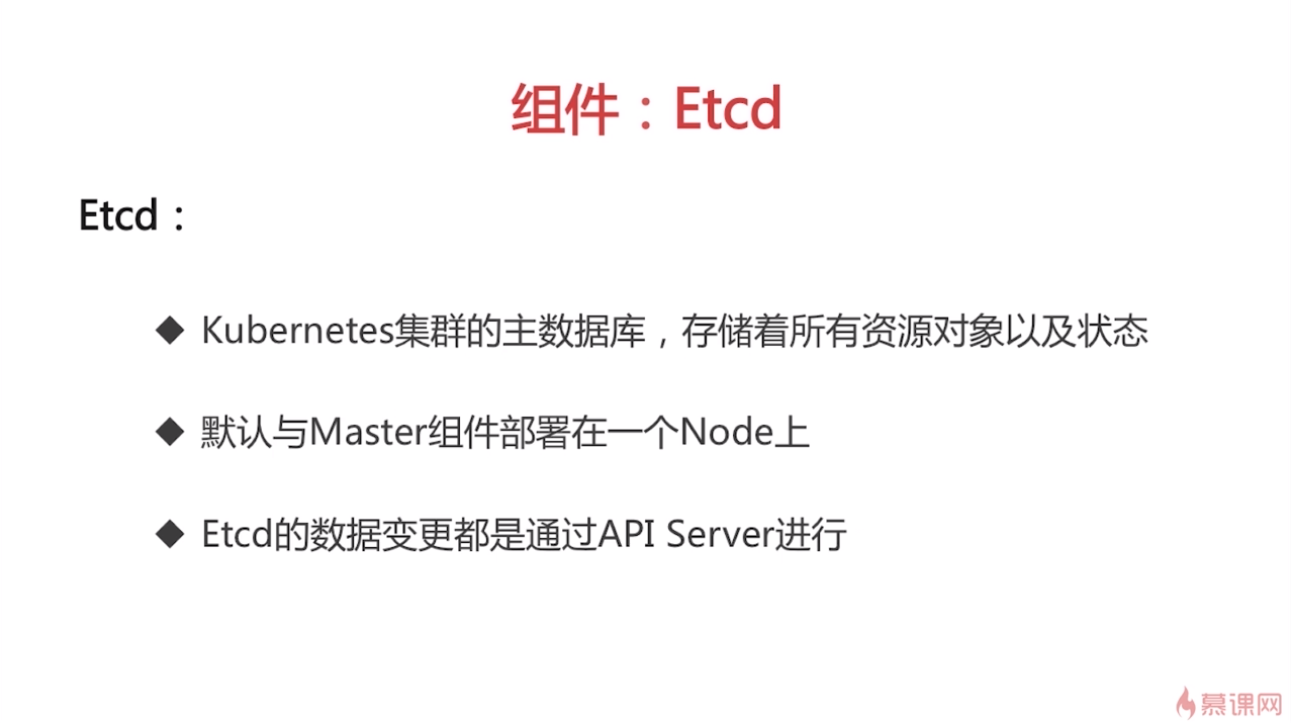 组件：Etcd
Etcd：
◆ Kubernetes集群的主数据库，存储着所有资源对象以及状态
◆ 默认与Master组件部署在一个Node上
◆ Etcd的数据变更都是通过API Server进行
慕课网